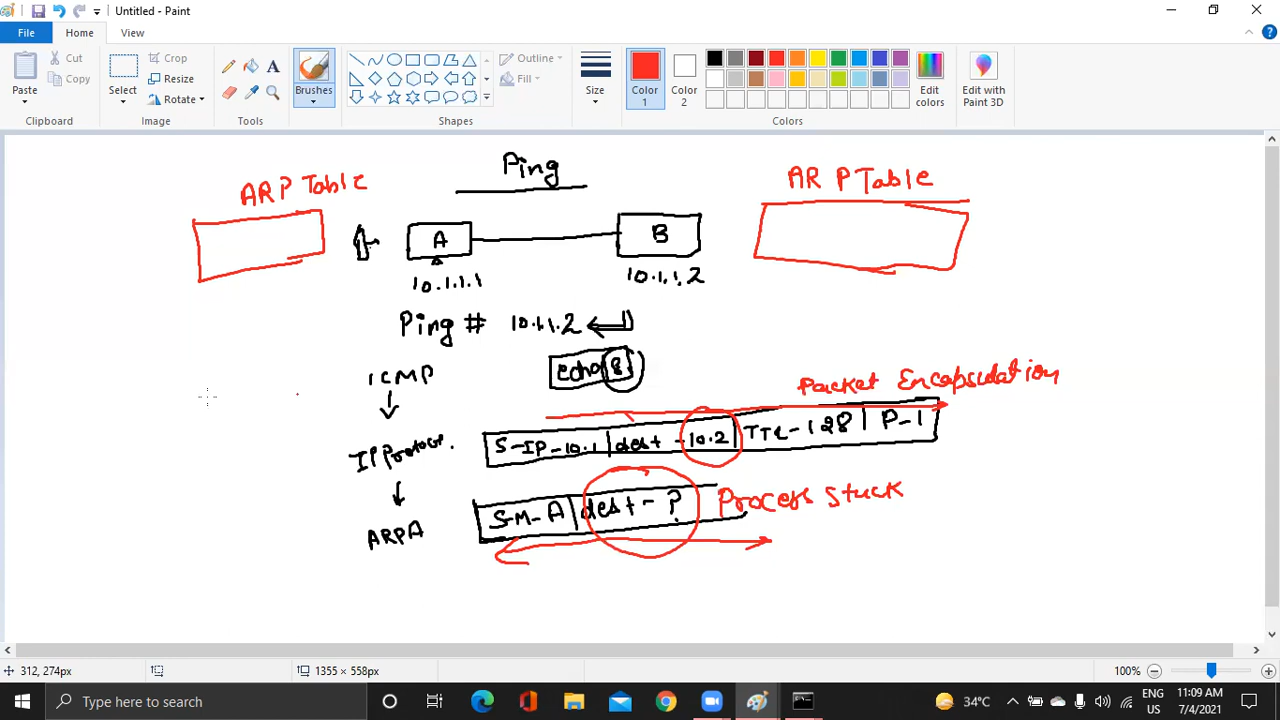 Untitled - Paint
File Home View
Cut
Copy
Paste
Crop
Resize
Rotate
Select
Brushes
Outline
Fill
Size
Color 1
Color 2
Edit colors
Edit with Paint 3D
Clipboard Image Tools Shapes Colors
Ping
ARP Table
ARP Table
A
B
10.1.1.1
10.1.1.2
Ping # 10.1.1.2
ICMP
echo 8
Packet Encapsulation
S-IP-10.1 dest -10.2 TTL-128 P-1
IP Protocol.
S-M-A dest - ? Process Stuck
ARPA
312, 274px
1355 × 558px
100%
Type here to search
34°C
ENG
US
11:09 AM
7/4/2021